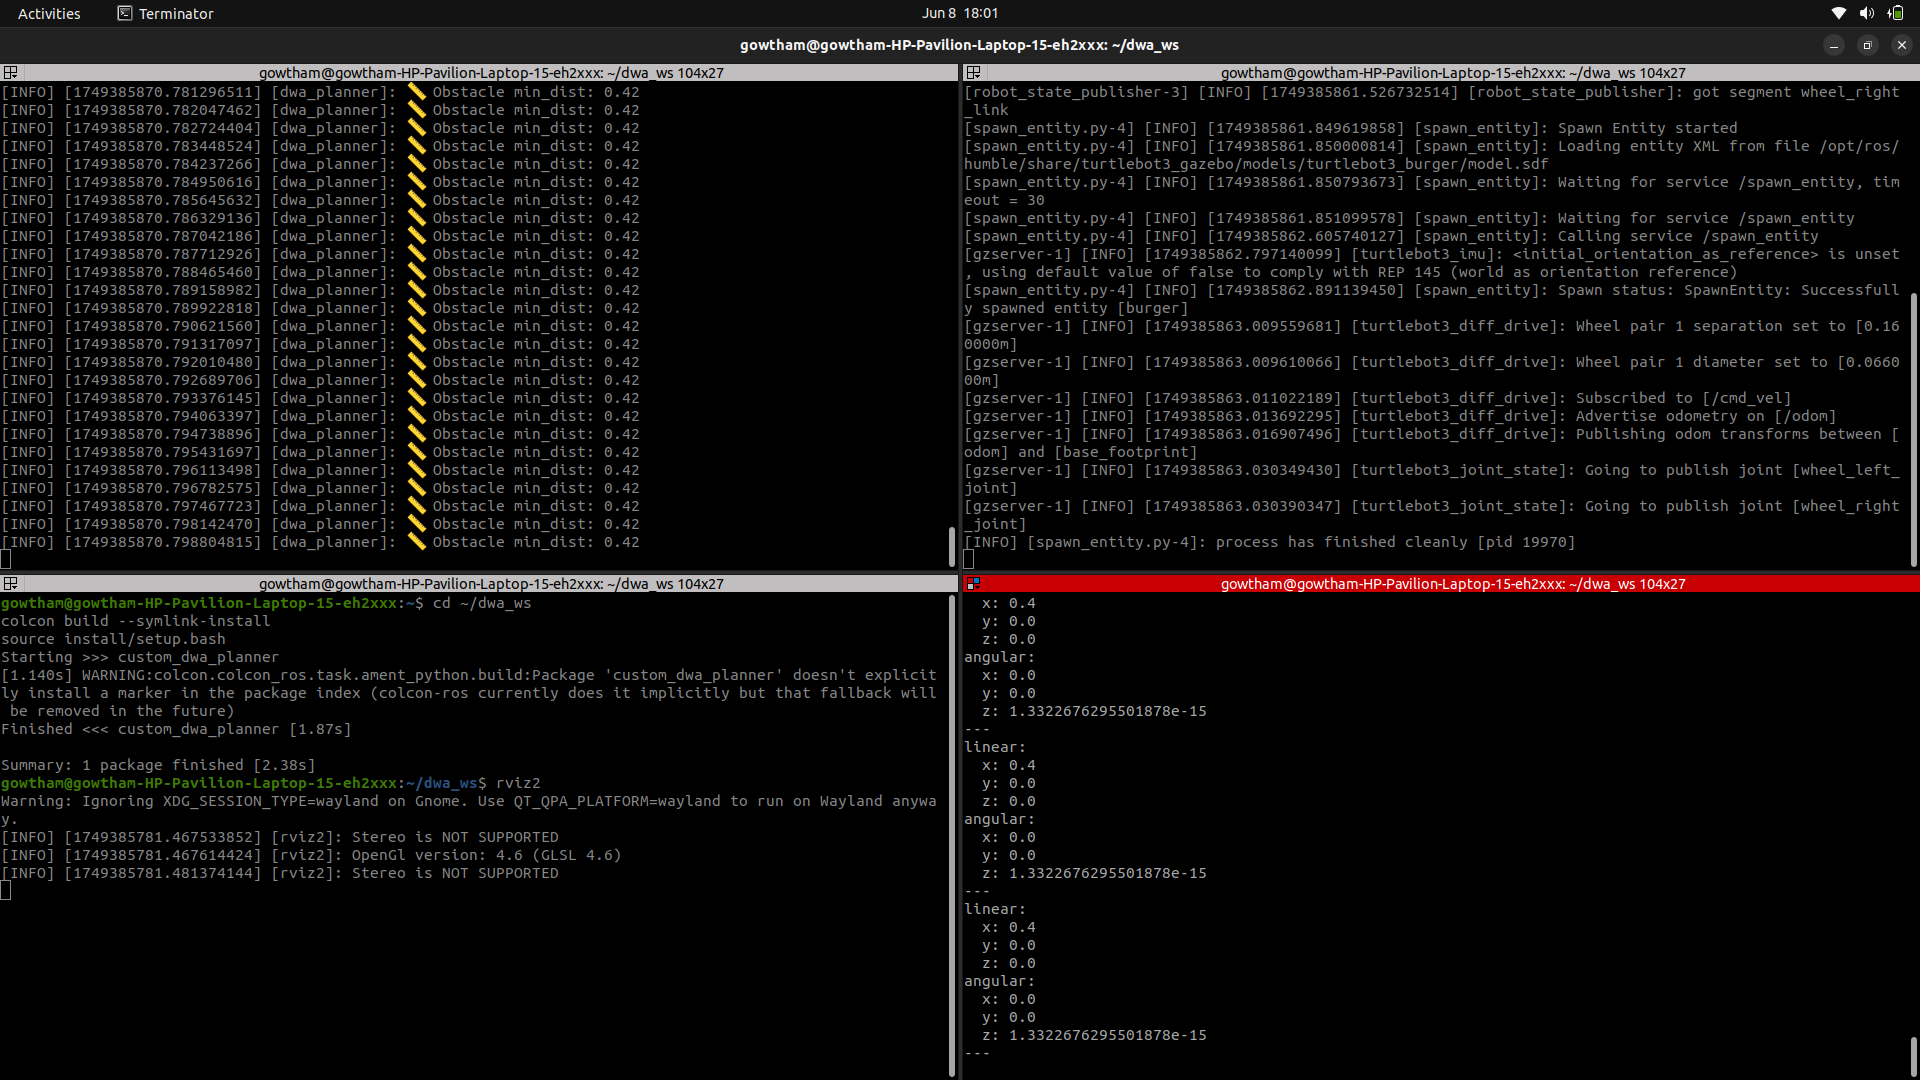 Activities
Terminator
Jun 8 18:01
gowtham@gowtham-HP-Pavilion-Laptop-15-eh2xxx: ~/dwa_ws
gowtham@gowtham-HP-Pavilion-Laptop-15-eh2xxx: ~/dwa_ws 104x27
[INFO] [1749385870.781296511] [dwa_planner]: 📏 Obstacle min_dist: 0.42
[INFO] [1749385870.782047462] [dwa_planner]: 📏 Obstacle min_dist: 0.42
[INFO] [1749385870.782724404] [dwa_planner]: 📏 Obstacle min_dist: 0.42
[INFO] [1749385870.783448524] [dwa_planner]: 📏 Obstacle min_dist: 0.42
[INFO] [1749385870.784237266] [dwa_planner]: 📏 Obstacle min_dist: 0.42
[INFO] [1749385870.784950616] [dwa_planner]: 📏 Obstacle min_dist: 0.42
[INFO] [1749385870.785645632] [dwa_planner]: 📏 Obstacle min_dist: 0.42
[INFO] [1749385870.786329136] [dwa_planner]: 📏 Obstacle min_dist: 0.42
[INFO] [1749385870.787042186] [dwa_planner]: 📏 Obstacle min_dist: 0.42
[INFO] [1749385870.787712926] [dwa_planner]: 📏 Obstacle min_dist: 0.42
[INFO] [1749385870.788465460] [dwa_planner]: 📏 Obstacle min_dist: 0.42
[INFO] [1749385870.789158982] [dwa_planner]: 📏 Obstacle min_dist: 0.42
[INFO] [1749385870.789922818] [dwa_planner]: 📏 Obstacle min_dist: 0.42
[INFO] [1749385870.790621560] [dwa_planner]: 📏 Obstacle min_dist: 0.42
[INFO] [1749385870.791317097] [dwa_planner]: 📏 Obstacle min_dist: 0.42
[INFO] [1749385870.792010480] [dwa_planner]: 📏 Obstacle min_dist: 0.42
[INFO] [1749385870.792689706] [dwa_planner]: 📏 Obstacle min_dist: 0.42
[INFO] [1749385870.793376145] [dwa_planner]: 📏 Obstacle min_dist: 0.42
[INFO] [1749385870.794063397] [dwa_planner]: 📏 Obstacle min_dist: 0.42
[INFO] [1749385870.794738896] [dwa_planner]: 📏 Obstacle min_dist: 0.42
[INFO] [1749385870.795431697] [dwa_planner]: 📏 Obstacle min_dist: 0.42
[INFO] [1749385870.796113498] [dwa_planner]: 📏 Obstacle min_dist: 0.42
[INFO] [1749385870.796782575] [dwa_planner]: 📏 Obstacle min_dist: 0.42
[INFO] [1749385870.797467723] [dwa_planner]: 📏 Obstacle min_dist: 0.42
[INFO] [1749385870.798142470] [dwa_planner]: 📏 Obstacle min_dist: 0.42
[INFO] [1749385870.798804815] [dwa_planner]: 📏 Obstacle min_dist: 0.42
gowtham@gowtham-HP-Pavilion-Laptop-15-eh2xxx: ~/dwa_ws 104x27
[robot_state_publisher-3] [INFO] [1749385861.526732514] [robot_state_publisher]: got segment wheel_right
_link
[spawn_entity.py-4] [INFO] [1749385861.849619858] [spawn_entity]: Spawn Entity started
[spawn_entity.py-4] [INFO] [1749385861.850000814] [spawn_entity]: Loading entity XML from file /opt/ros/
humble/share/turtlebot3_gazebo/models/turtlebot3_burger/model.sdf
[spawn_entity.py-4] [INFO] [1749385861.850793673] [spawn_entity]: Waiting for service /spawn_entity, tim
eout = 30
[spawn_entity.py-4] [INFO] [1749385861.851099578] [spawn_entity]: Waiting for service /spawn_entity
[spawn_entity.py-4] [INFO] [1749385862.605740127] [spawn_entity]: Calling service /spawn_entity
[gzserver-1] [INFO] [1749385862.797140099] [turtlebot3_imu]: <initial_orientation_as_reference> is unset
, using default value of false to comply with REP 145 (world as orientation reference)
[spawn_entity.py-4] [INFO] [1749385862.891139450] [spawn_entity]: Spawn status: SpawnEntity: Successfull
y spawned entity [burger]
[gzserver-1] [INFO] [1749385863.009559681] [turtlebot3_diff_drive]: Wheel pair 1 separation set to [0.16
0000m]
[gzserver-1] [INFO] [1749385863.009610066] [turtlebot3_diff_drive]: Wheel pair 1 diameter set to [0.0660
00m]
[gzserver-1] [INFO] [1749385863.011022189] [turtlebot3_diff_drive]: Subscribed to [/cmd_vel]
[gzserver-1] [INFO] [1749385863.013692295] [turtlebot3_diff_drive]: Advertise odometry on [/odom]
[gzserver-1] [INFO] [1749385863.016907496] [turtlebot3_diff_drive]: Publishing odom transforms between [
odom] and [base_footprint]
[gzserver-1] [INFO] [1749385863.030349430] [turtlebot3_joint_state]: Going to publish joint [wheel_left_
joint]
[gzserver-1] [INFO] [1749385863.030390347] [turtlebot3_joint_state]: Going to publish joint [wheel_right
_joint]
[INFO] [spawn_entity.py-4]: process has finished cleanly [pid 19970]
gowtham@gowtham-HP-Pavilion-Laptop-15-eh2xxx: ~/dwa_ws 104x27
gowtham@gowtham-HP-Pavilion-Laptop-15-eh2xxx:~$ cd ~/dwa_ws
colcon build --symlink-install
source install/setup.bash
Starting >>> custom_dwa_planner
[1.140s] WARNING:colcon.colcon_ros.task.ament_python.build:Package 'custom_dwa_planner' doesn't explicit
ly install a marker in the package index (colcon-ros currently does it implicitly but that fallback will
 be removed in the future)
Finished <<< custom_dwa_planner [1.87s]

Summary: 1 package finished [2.38s]
gowtham@gowtham-HP-Pavilion-Laptop-15-eh2xxx:~/dwa_ws$ rviz2
Warning: Ignoring XDG_SESSION_TYPE=wayland on Gnome. Use QT_QPA_PLATFORM=wayland to run on Wayland anywa
y.
[INFO] [1749385781.467533852] [rviz2]: Stereo is NOT SUPPORTED
[INFO] [1749385781.467614424] [rviz2]: OpenGl version: 4.6 (GLSL 4.6)
[INFO] [1749385781.481374144] [rviz2]: Stereo is NOT SUPPORTED
gowtham@gowtham-HP-Pavilion-Laptop-15-eh2xxx: ~/dwa_ws 104x27
  x: 0.4
  y: 0.0
  z: 0.0
angular:
  x: 0.0
  y: 0.0
  z: 1.3322676295501878e-15
---
linear:
  x: 0.4
  y: 0.0
  z: 0.0
angular:
  x: 0.0
  y: 0.0
  z: 1.3322676295501878e-15
---
linear:
  x: 0.4
  y: 0.0
  z: 0.0
angular:
  x: 0.0
  y: 0.0
  z: 1.3322676295501878e-15
---